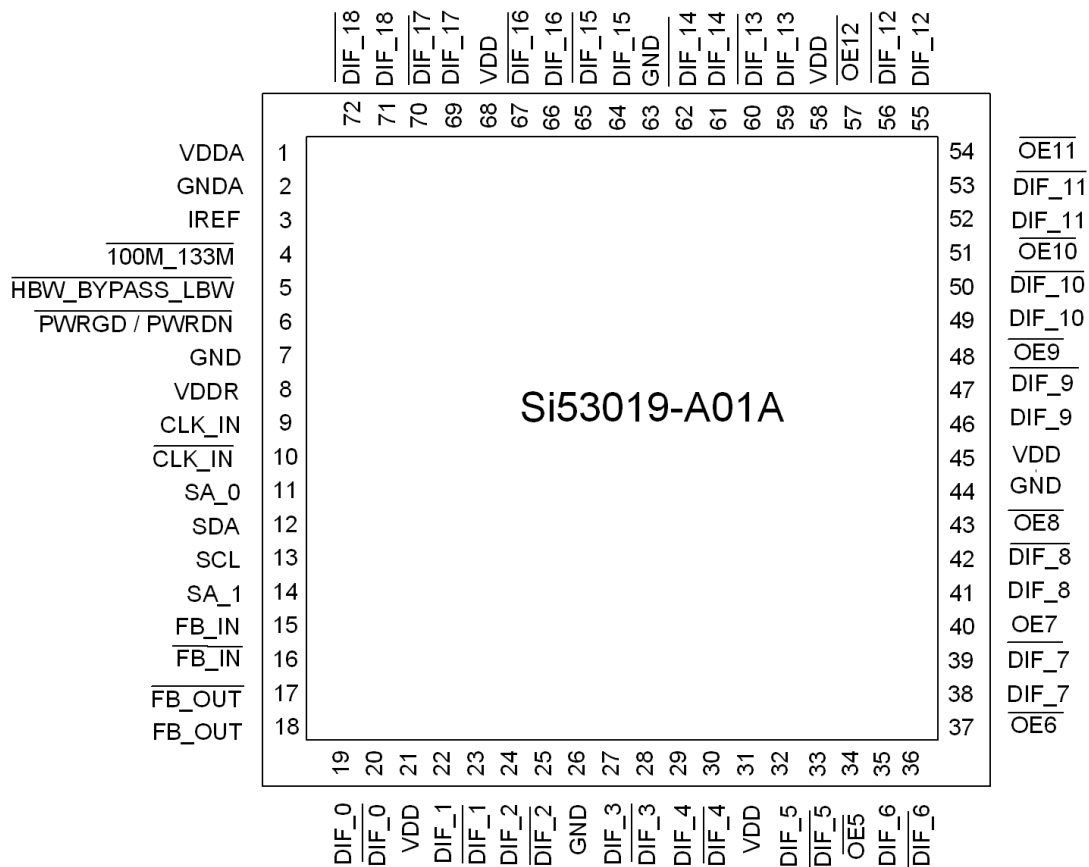 DIF_18
DIF_18
DIF_17
DIF_17
VDD
DIF_16
DIF_16
DIF_15
DIF_15
GND
DIF_14
DIF_14
DIF_13
DIF_13
VDD
OE12
DIF_12
DIF_12
72
71
70
69
68
67
66
65
64
63
62
61
60
59
58
57
56
55
VDDA 1
GNDA 2
IREF 3
100M_133M 4
HBW_BYPASS_LBW 5
PWRGD / PWRDN 6
GND 7
VDDR 8
CLK_IN 9
CLK_IN 10
SA_0 11
SDA 12
SCL 13
SA_1 14
FB_IN 15
FB_IN 16
FB_OUT 17
FB_OUT 18
Si53019-A01A
54 OE11
53 DIF_11
52 DIF_11
51 OE10
50 DIF_10
49 DIF_10
48 OE9
47 DIF_9
46 DIF_9
45 VDD
44 GND
43 OE8
42 DIF_8
41 DIF_8
40 OE7
39 DIF_7
38 DIF_7
37 OE6
19
20
21
22
23
24
25
26
27
28
29
30
31
32
33
34
35
36
DIF_0
DIF_0
VDD
DIF_1
DIF_1
DIF_2
DIF_2
GND
DIF_3
DIF_3
DIF_4
DIF_4
VDD
DIF_5
DIF_5
OE5
DIF_6
DIF_6